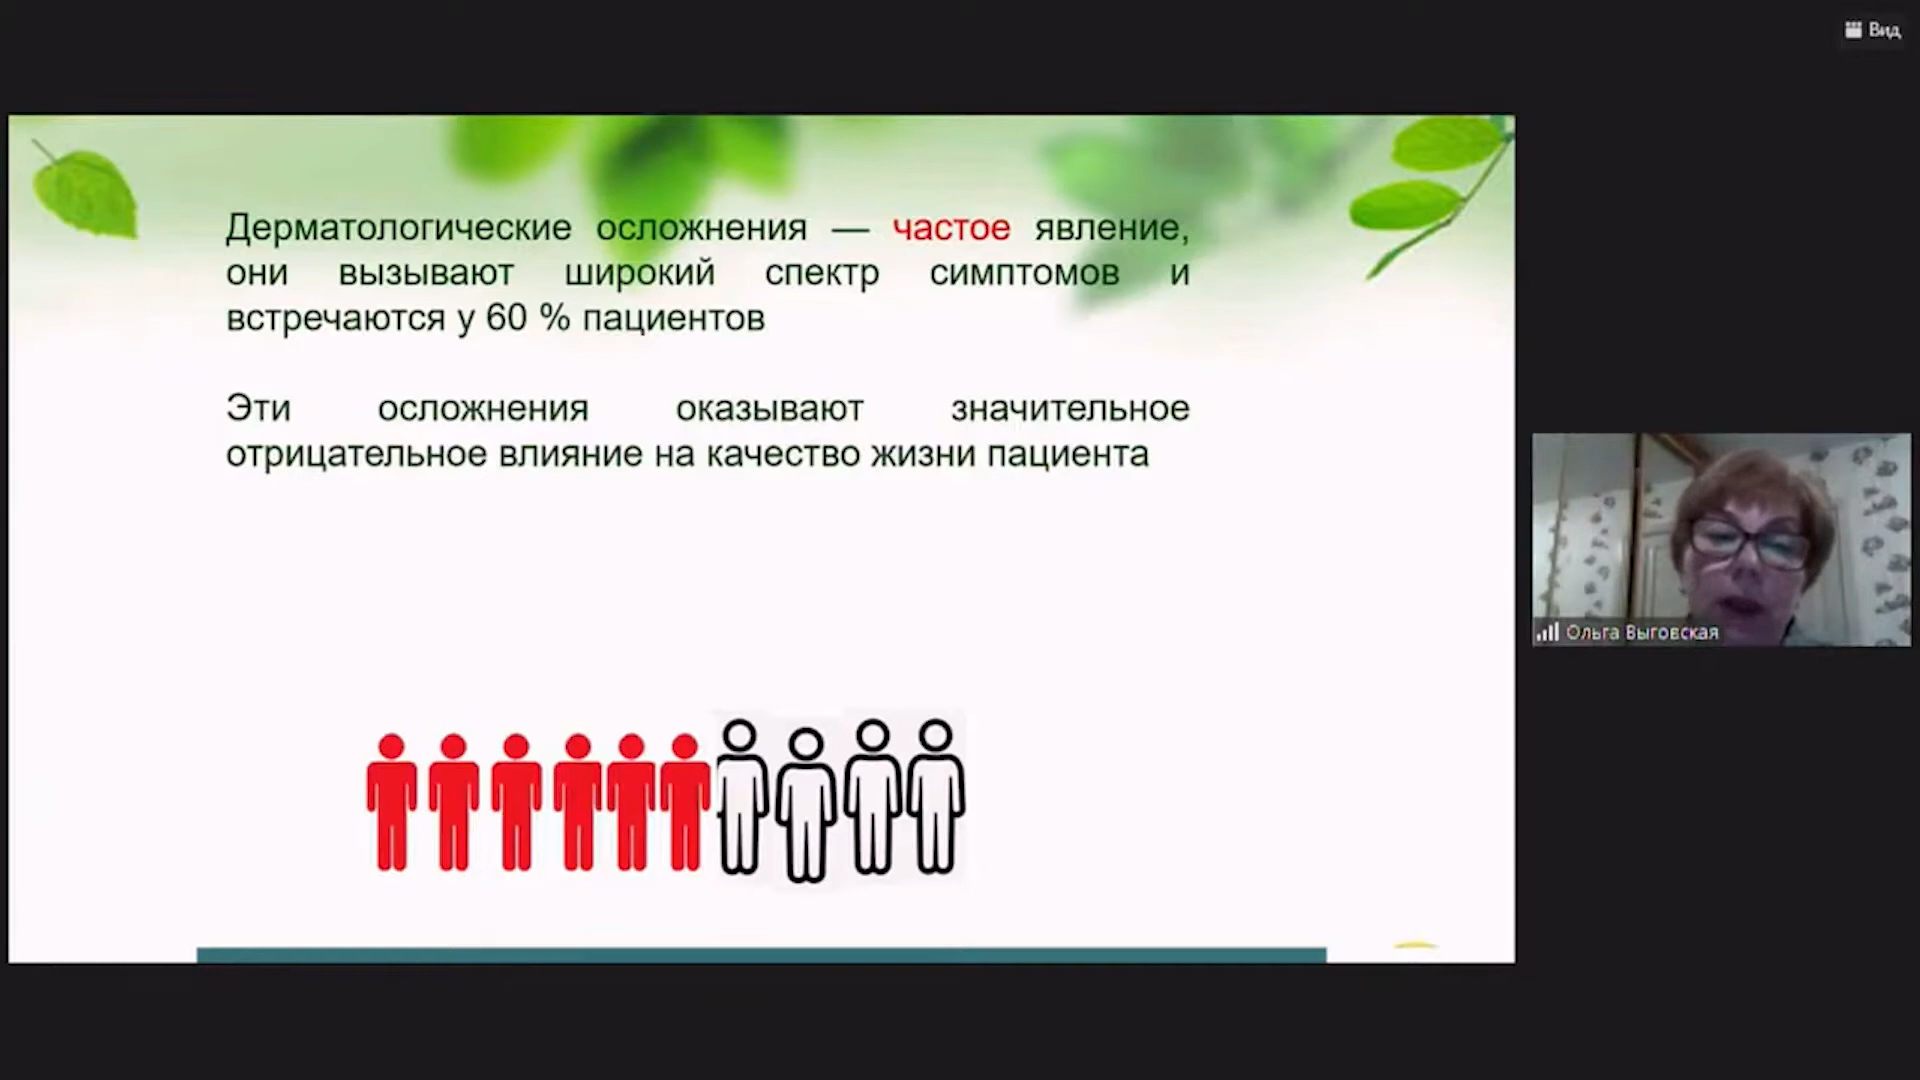 Вид
Дерматологические осложнения — частое явление,
они вызывают широкий спектр симптомов и
встречаются у 60 % пациентов
Эти осложнения оказывают значительное
отрицательное влияние на качество жизни пациента
Ольга Выговская